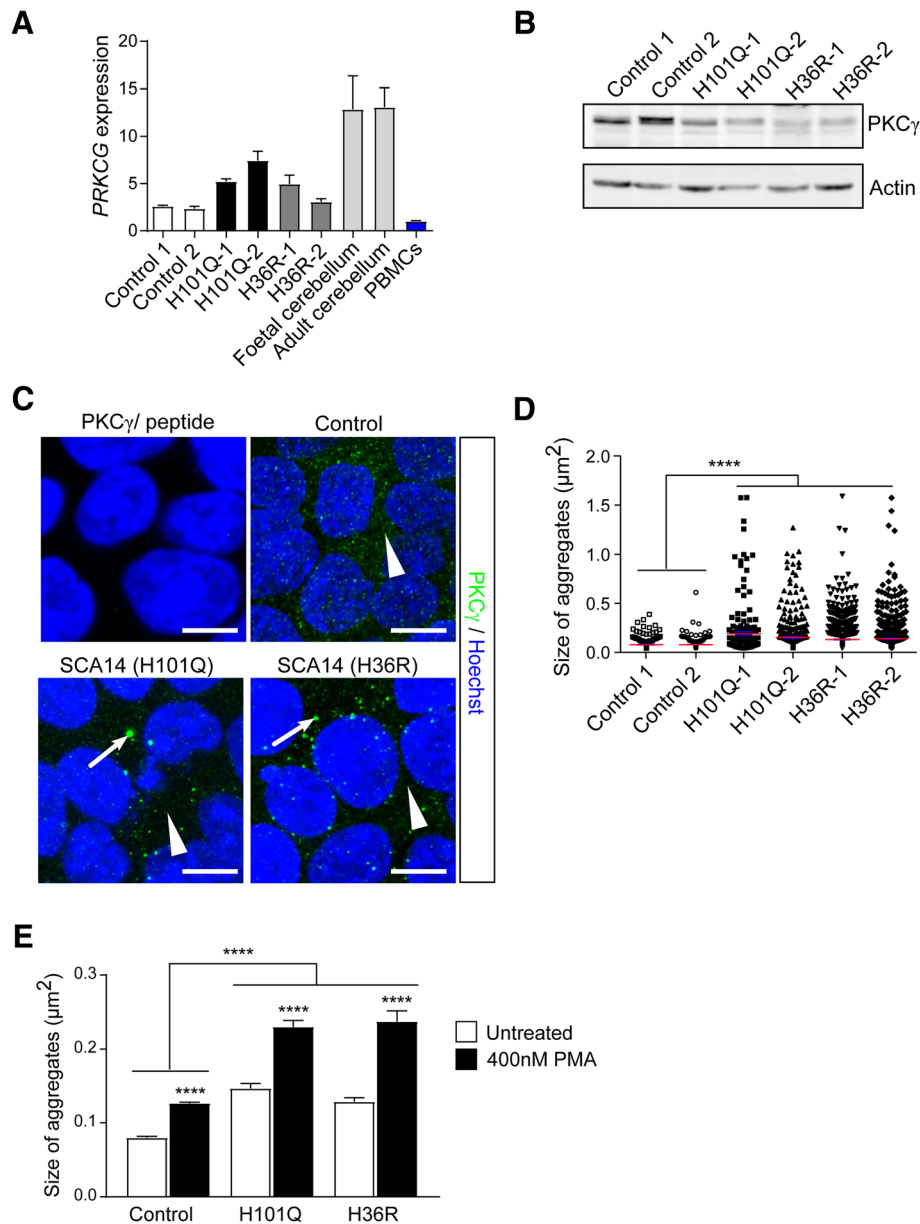 A
PRKCG expression
20
15
10
5
0
Control 1
Control 2
H101Q-1
H101Q-2
H36R-1
H36R-2
Foetal cerebellum
Adult cerebellum
PBMCs
B
Control 1
Control 2
H101Q-1
H101Q-2
H36R-1
H36R-2
PKCγ
Actin
C
PKCγ/ peptide
Control
SCA14 (H101Q)
SCA14 (H36R)
PKCγ / Hoechst
D
Size of aggregates (µm²)
2.0
1.5
1.0
0.5
0.0
****
Control 1
Control 2
H101Q-1
H101Q-2
H36R-1
H36R-2
E
Size of aggregates (µm²)
0.3
0.2
0.1
0.0
****
****
****
****
Control
H101Q
H36R
Untreated
400nM PMA